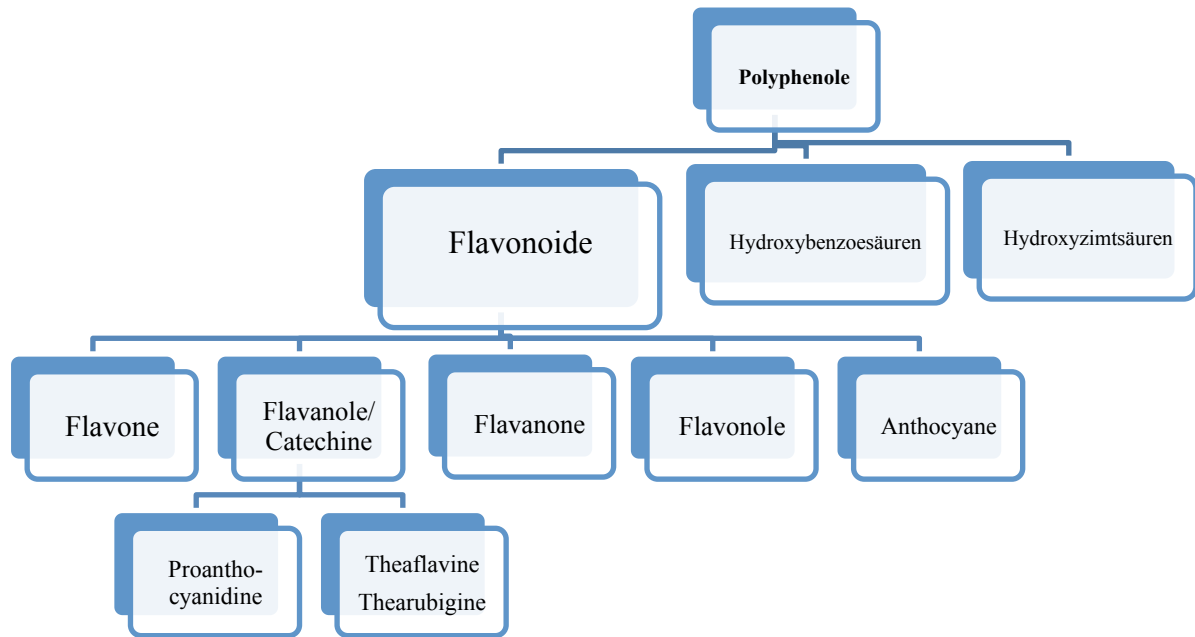 Polyphenole
Flavonoide
Hydroxybenzoesäuren
Hydroxyzimtsäuren
Flavone
Flavanole/
Catechine
Flavanone
Flavonole
Anthocyane
Proantho-
cyanidine
Theaflavine
Thearubigine